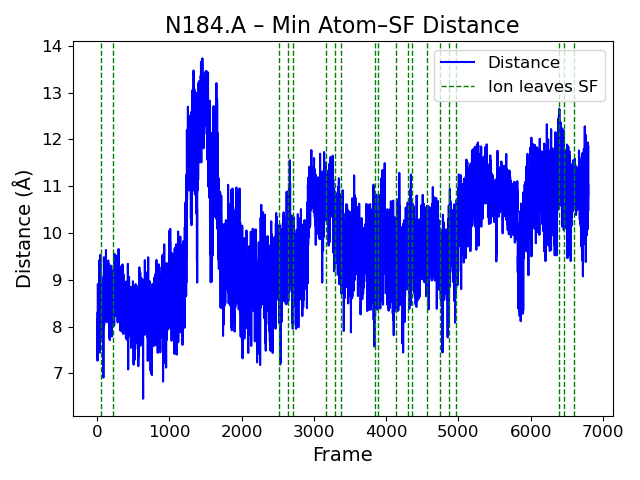 N184.A – Min Atom–SF Distance
Distance (Å)
14
13
12
11
10
9
8
7
Distance
Ion leaves SF
0 1000 2000 3000 4000 5000 6000 7000
Frame